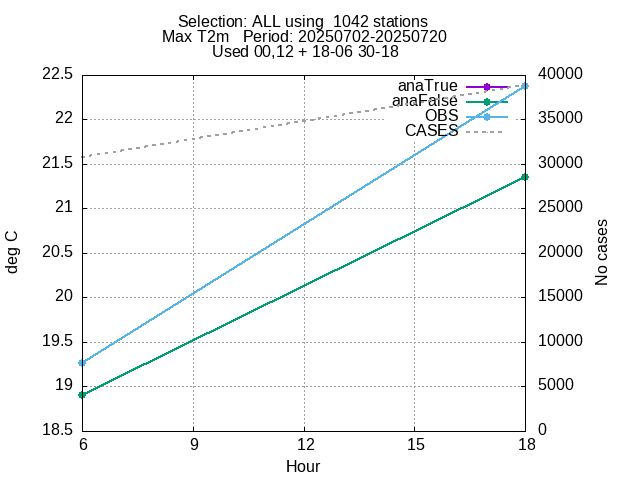 Selection: ALL using  1042 stations
Max T2m   Period: 20250702-20250720
Used 00,12 + 18-06 30-18
22.5
22
21.5
21
20.5
20
19.5
19
18.5
deg C
40000
35000
30000
25000
20000
15000
10000
5000
0
No cases
anaTrue
anaFalse
OBS
CASES
6
9
12
15
18
Hour